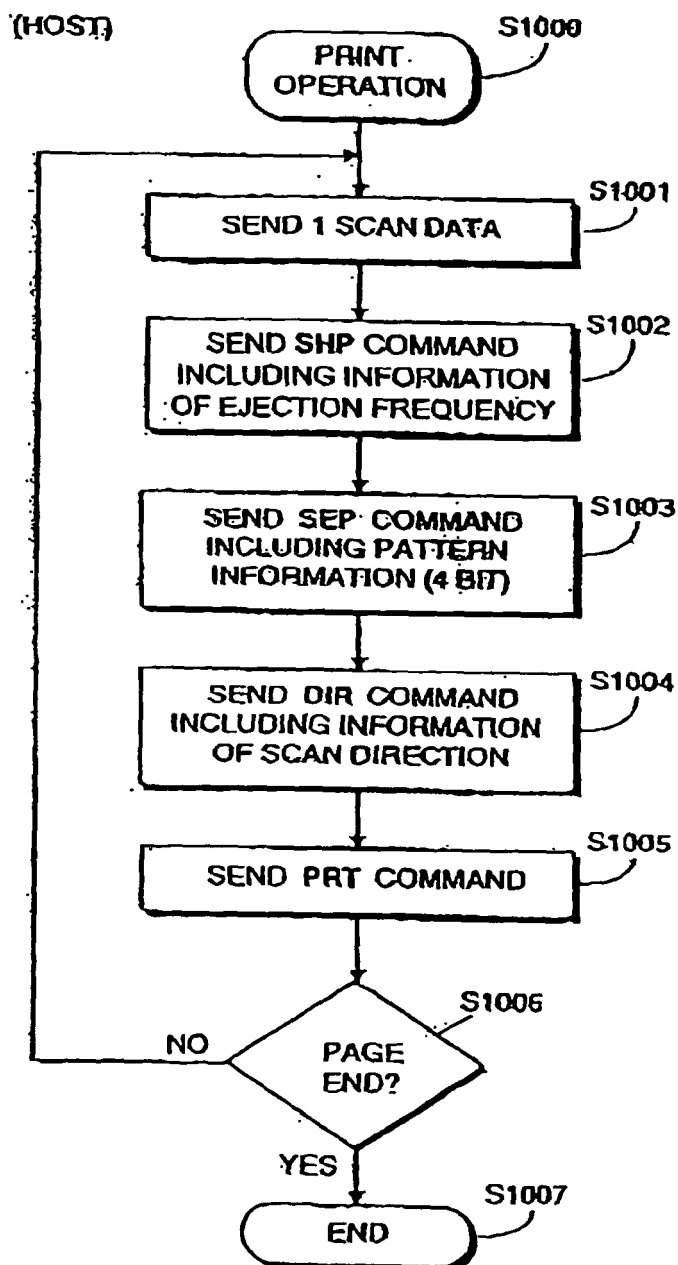 (HOST)
S1000
PRINT
OPERATION
S1001
SEND 1 SCAN DATA
S1002
SEND SHP COMMAND
INCLUDING INFORMATION
OF EJECTION FREQUENCY
S1003
SEND SEP COMMAND
INCLUDING PATTERN
INFORMATION (4 BIT)
S1004
SEND DIR COMMAND
INCLUDING INFORMATION
OF SCAN DIRECTION
S1005
SEND PRT COMMAND
S1006
NO
PAGE
END?
YES
S1007
END